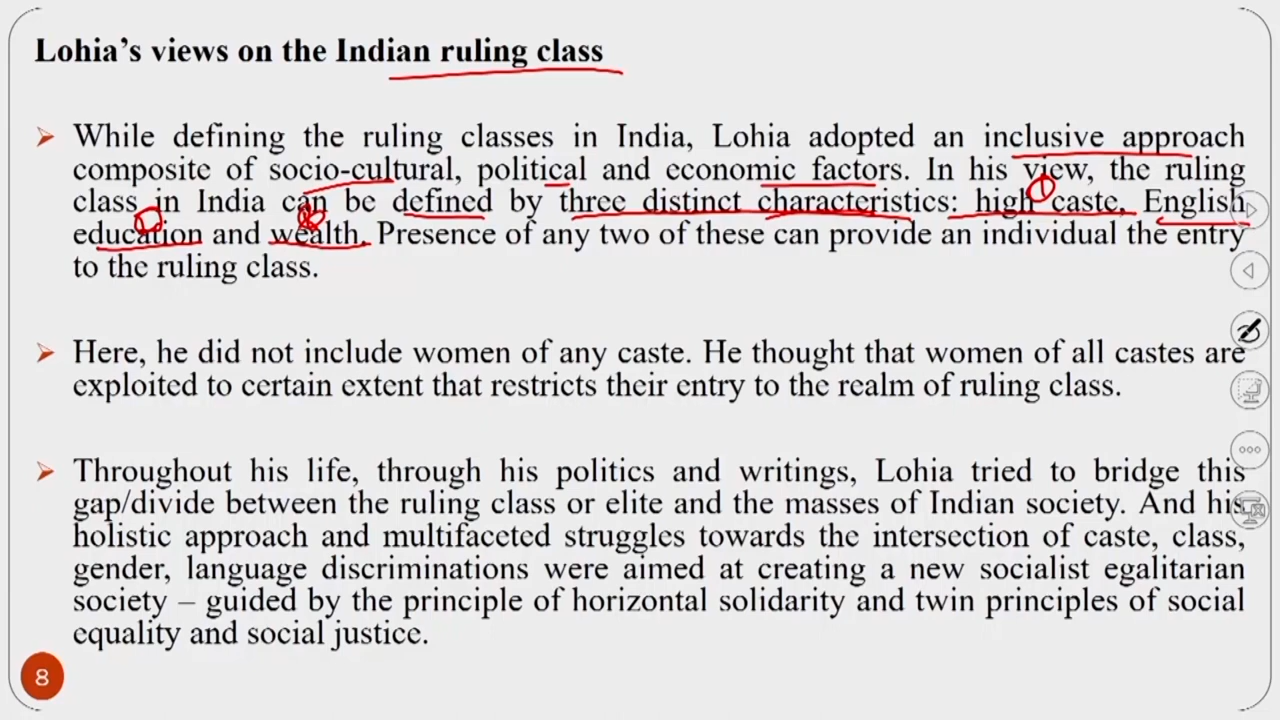 Lohia's views on the Indian ruling class
While defining the ruling classes in India, Lohia adopted an inclusive approach
composite of socio-cultural, political and economic factors. In his view, the ruling
class in India can be defined by three distinct characteristics: high caste, English
education and wealth. Presence of any two of these can provide an individual the entry
to the ruling class.
Here, he did not include women of any caste. He thought that women of all castes are
exploited to certain extent that restricts their entry to the realm of ruling class.
Throughout his life, through his politics and writings, Lohia tried to bridge this
gap/divide between the ruling class or elite and the masses of Indian society. And his
holistic approach and multifaceted struggles towards the intersection of caste, class,
gender, language discriminations were aimed at creating a new socialist egalitarian
society – guided by the principle of horizontal solidarity and twin principles of social
equality and social justice.
8